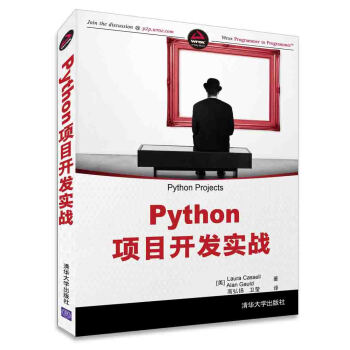 Join the discussion @ p2p.wrox.com
Wrox Programmer to Programmer™
wrox
Python Projects
Python
项目开发实战
[美] Laura Cassell
Alan Gauld
著
高弘扬 卫莹 译
清华大学出版社
Python项目开发实战
清华大学出版社